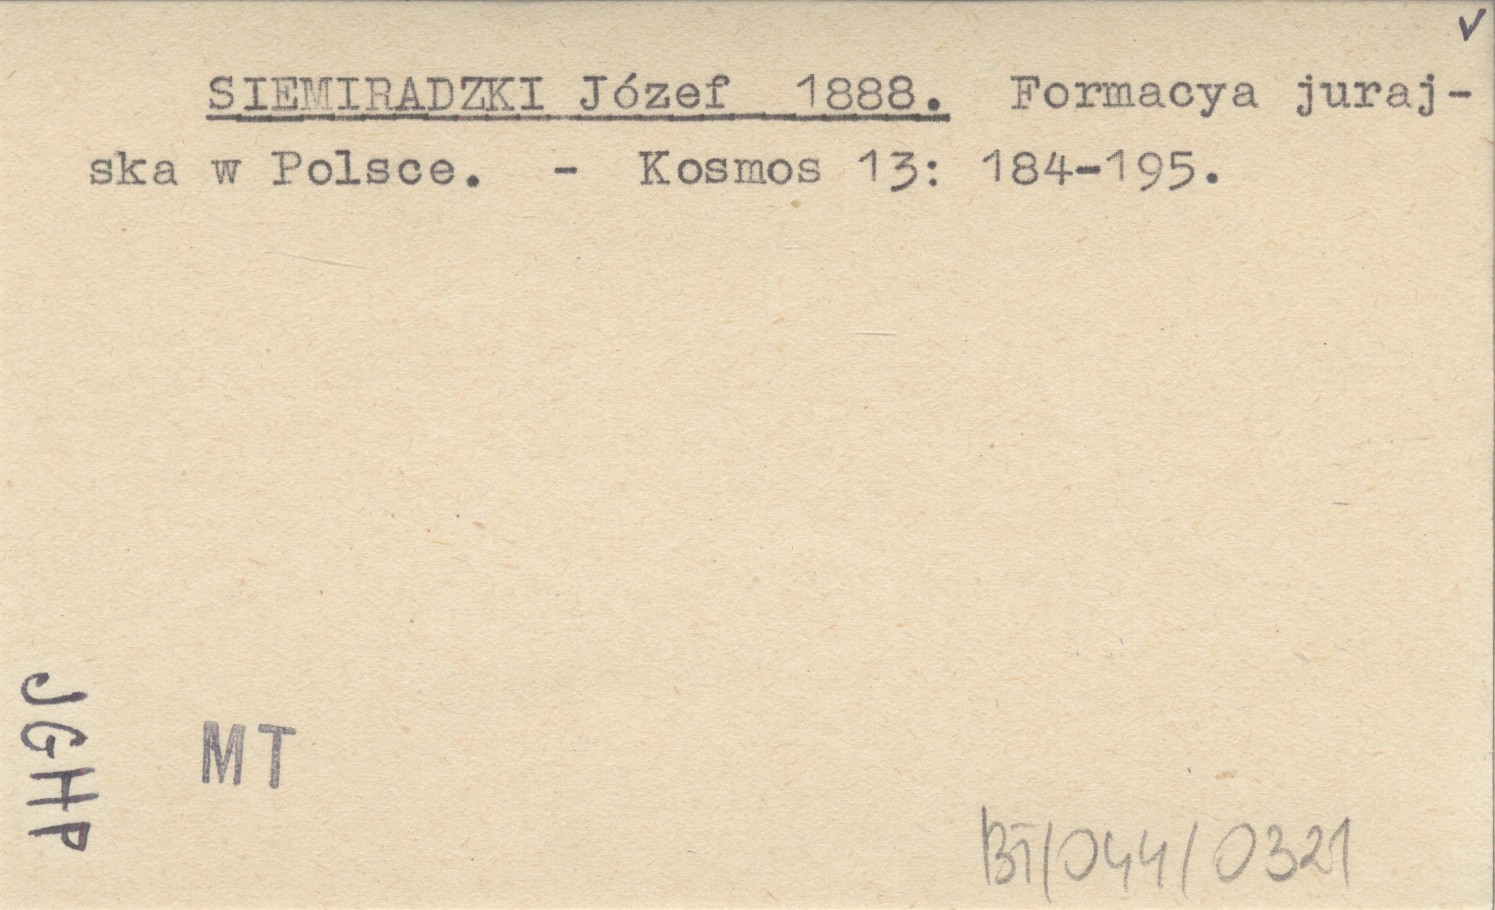 ✓
SIEMIRADZKI Józef 1888. Formacya juraj-
ska w Polsce. - Kosmos 13: 184-195.
JGHP
MT
BT/044/0321